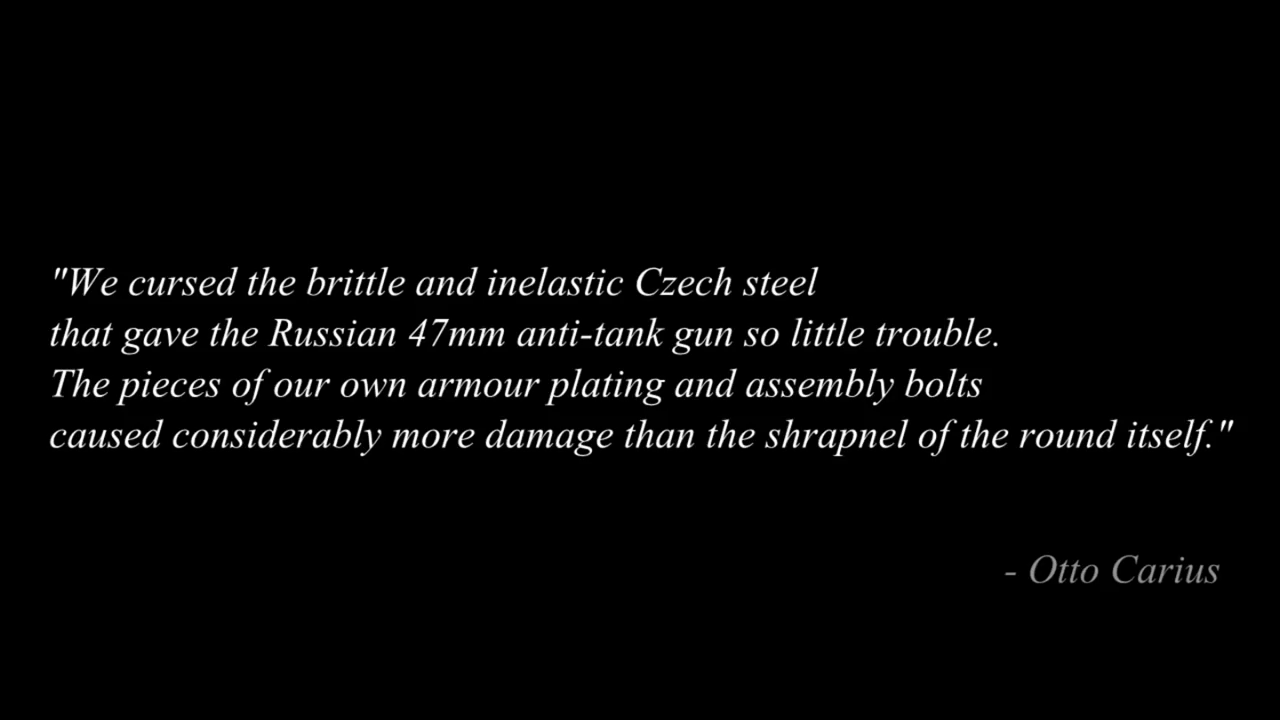 "We cursed the brittle and inelastic Czech steel
that gave the Russian 47mm anti-tank gun so little trouble.
The pieces of our own armour plating and assembly bolts
caused considerably more damage than the shrapnel of the round itself."
- Otto Carius